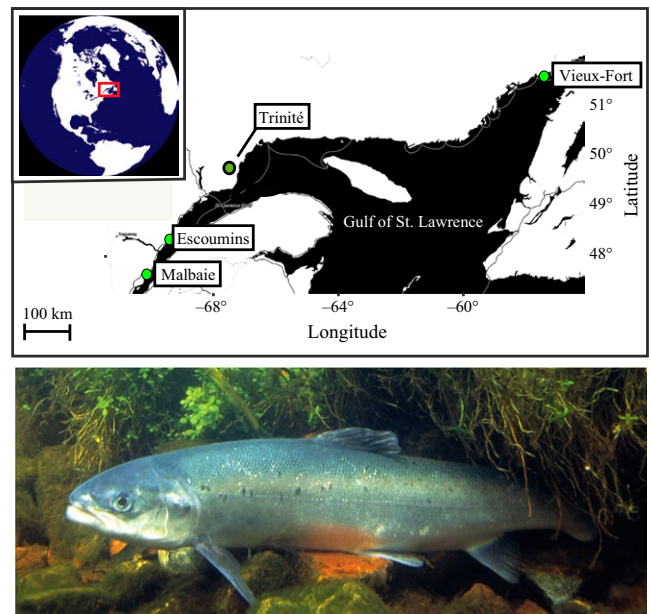 Vieux-Fort
51°
Trinité
50°
Latitude
49°
Gulf of St. Lawrence
Escoumins
48°
Malbaie
100 km
−68°
−64°
−60°
Longitude